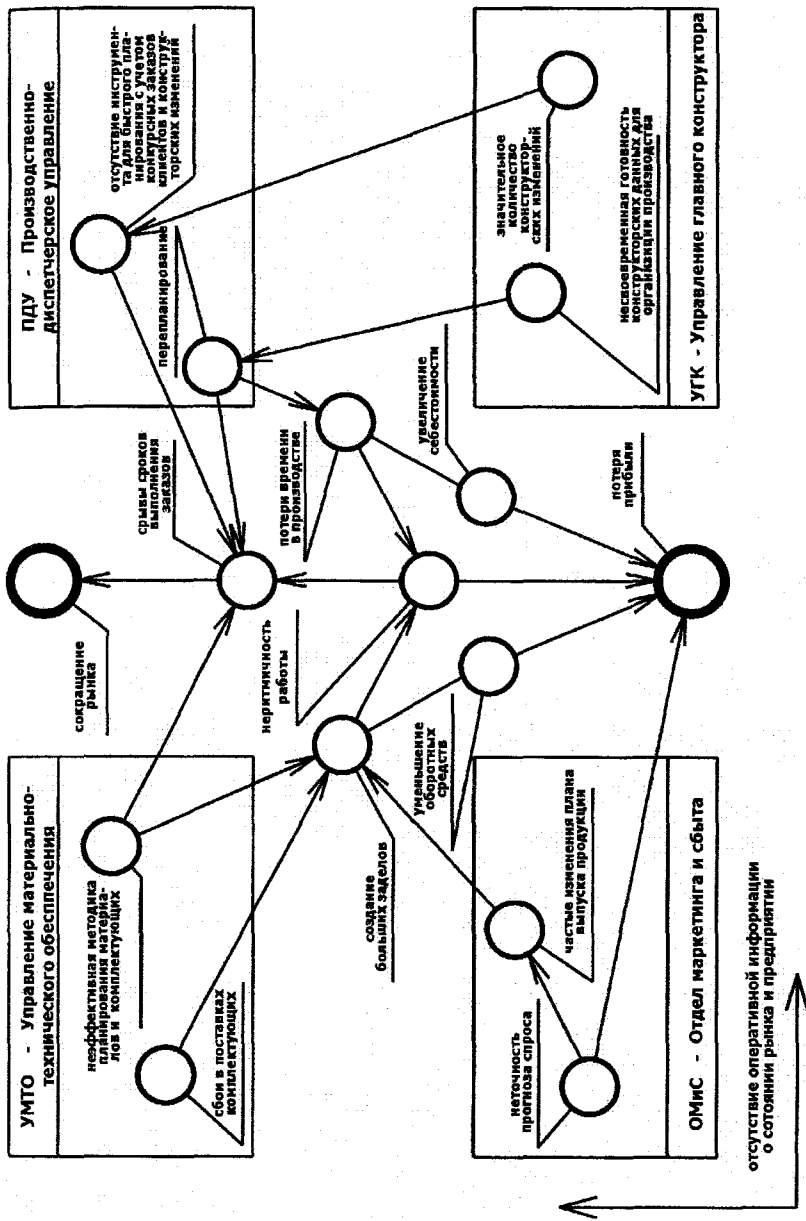 УМТО - Управление материально-
технического обесппечения
неэффективная методика
планирования материа-
лов и комплектующих
сбои в поставках
комплектующих
сокращение
рынка
срывы сроков
выполнения
заказов
ПДУ - Производственно-
диспетчерское управление
отсутствие инструмен-
та для быстрого пла-
нирования с учетом
конкурсных заказов
клиентов и конструк-
торских изменений
перепланирование
неритмичность
работы
потери времени
в производстве
создание
больших заделов
уменьшение
оборотных
средств
увеличение
себестоимости
неточность
прогноза спроса
частые изменения плана
выпуска продукции
ОМиС - Отдел маркетинга и сбыта
потеря
прибыли
значительное
количество
конструктор-
ских изменений
несвоевременная готовность
конструкторских данных для
организации производства
УГК - Управление главного конструктора
отсутствие оперативной информации
о сотоянии рынка и предприятии